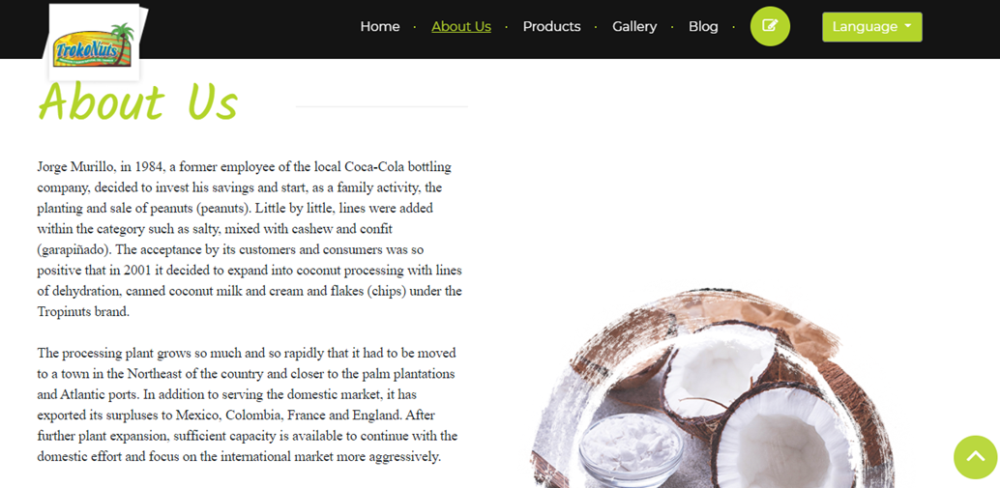 TrokoNuts
Home · About Us · Products · Gallery · Blog · Language
About Us
Jorge Murillo, in 1984, a former employee of the local Coca-Cola bottling
company, decided to invest his savings and start, as a family activity, the
planting and sale of peanuts (peanuts). Little by little, lines were added
within the category such as salty, mixed with cashew and confit
(garapiñado). The acceptance by its customers and consumers was so
positive that in 2001 it decided to expand into coconut processing with lines
of dehydration, canned coconut milk and cream and flakes (chips) under the
Tropinuts brand.
The processing plant grows so much and so rapidly that it had to be moved
to a town in the Northeast of the country and closer to the palm plantations
and Atlantic ports. In addition to serving the domestic market, it has
exported its surpluses to Mexico, Colombia, France and England. After
further plant expansion, sufficient capacity is available to continue with the
domestic effort and focus on the international market more aggressively.